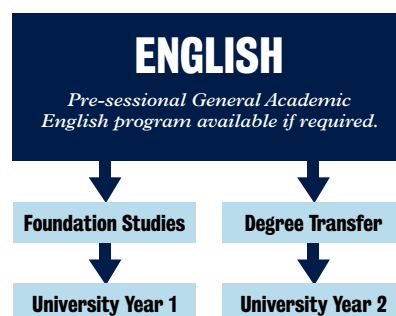 ENGLISH
Pre-sessional General Academic
English program available if required.
Foundation Studies
Degree Transfer
University Year 1
University Year 2